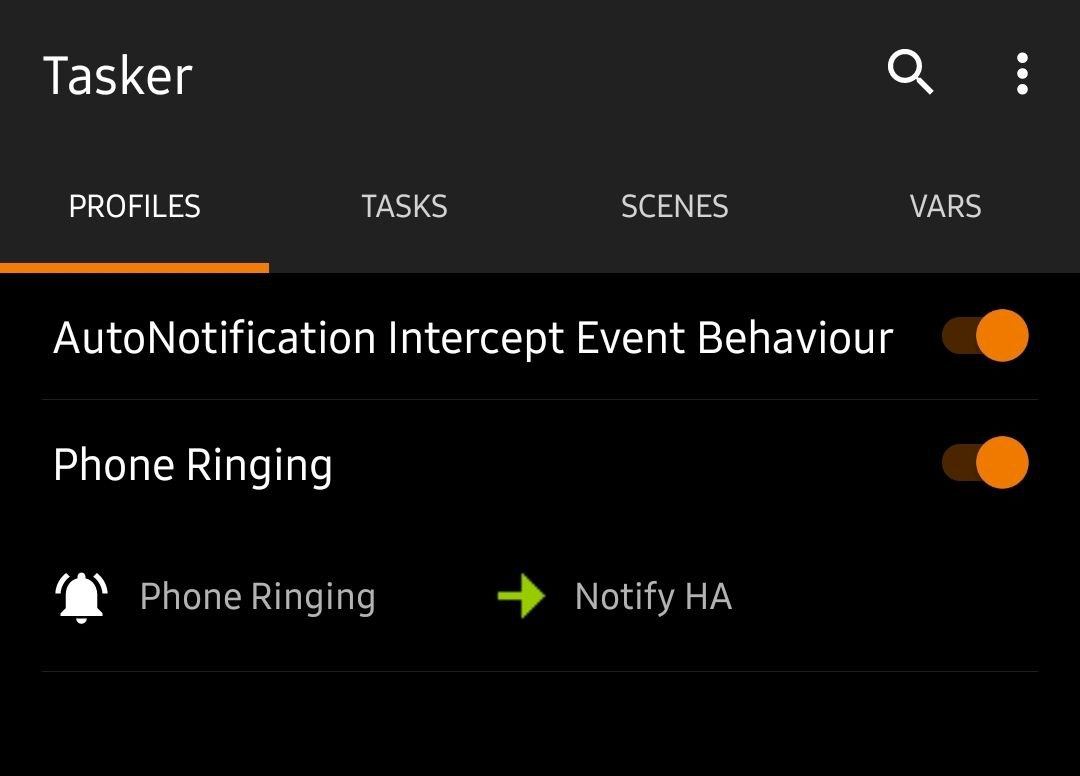 Tasker
PROFILES TASKS SCENES VARS
AutoNotification Intercept Event Behaviour
Phone Ringing
Phone Ringing Notify HA